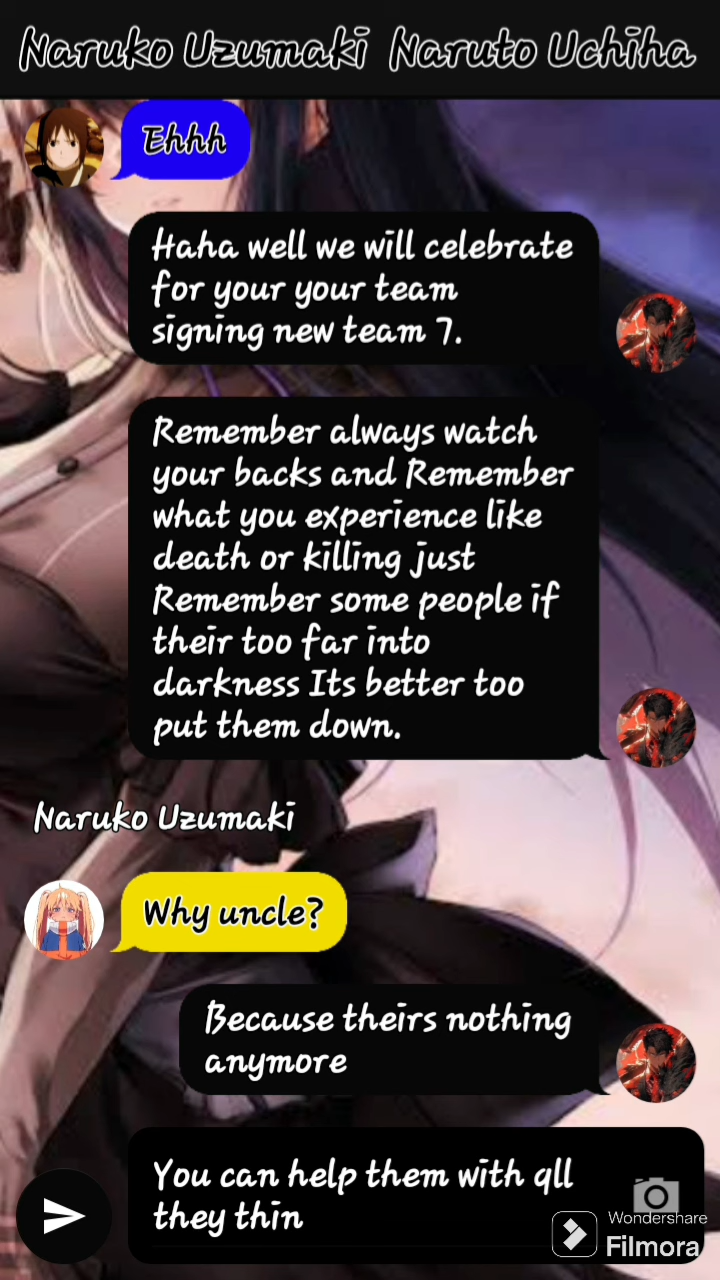 Naruko Uzumaki Naruto Uchiha
Ehhh
Haha well we will celebrate
for your your team
signing new team 7.
Remember always watch
your backs and Remember
what you experience like
death or killing just
Remember some people if
their too far into
darkness Its better too
put them down.
Naruko Uzumaki
Why uncle?
Because theirs nothing
anymore
You can help them with qll
they thin
Wondershare
Filmora